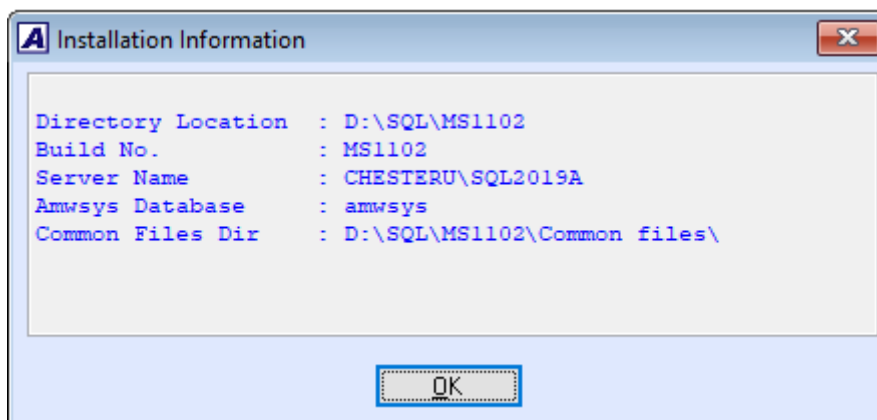 A Installation Information
Directory Location : D:\SQL\MS1102
Build No. : MS1102
Server Name : CHESTERU\SQL2019A
Amwsys Database : amwsys
Common Files Dir : D:\SQL\MS1102\Common files\
OK